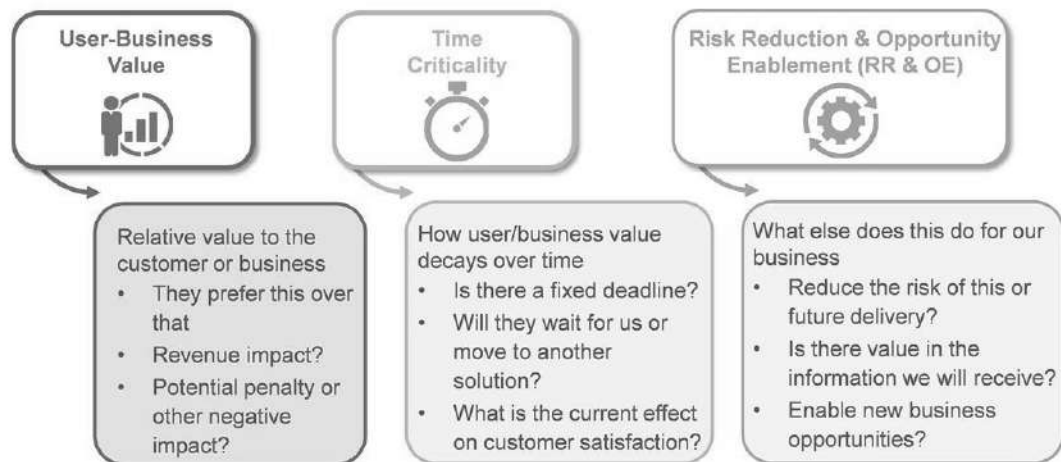 User-Business
Value
Time
Criticality
Risk Reduction & Opportunity
Enablement (RR & OE)
Relative value to the
customer or business
• They prefer this over
that
• Revenue impact?
• Potential penalty or
other negative
impact?
How user/business value
decays over time
• Is there a fixed deadline?
• Will they wait for us or
move to another
solution?
• What is the current effect
on customer satisfaction?
What else does this do for our
business
• Reduce the risk of this or
future delivery?
• Is there value in the
information we will receive?
• Enable new business
opportunities?